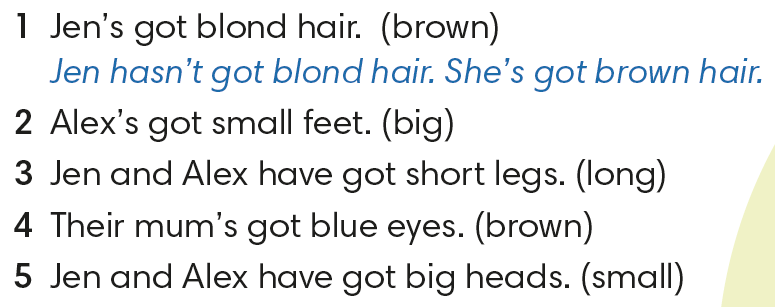 1 Jen's got blond hair. (brown)
Jen hasn't got blond hair. She's got brown hair.
2 Alex's got small feet. (big)
3 Jen and Alex have got short legs. (long)
4 Their mum's got blue eyes. (brown)
5 Jen and Alex have got big heads. (small)